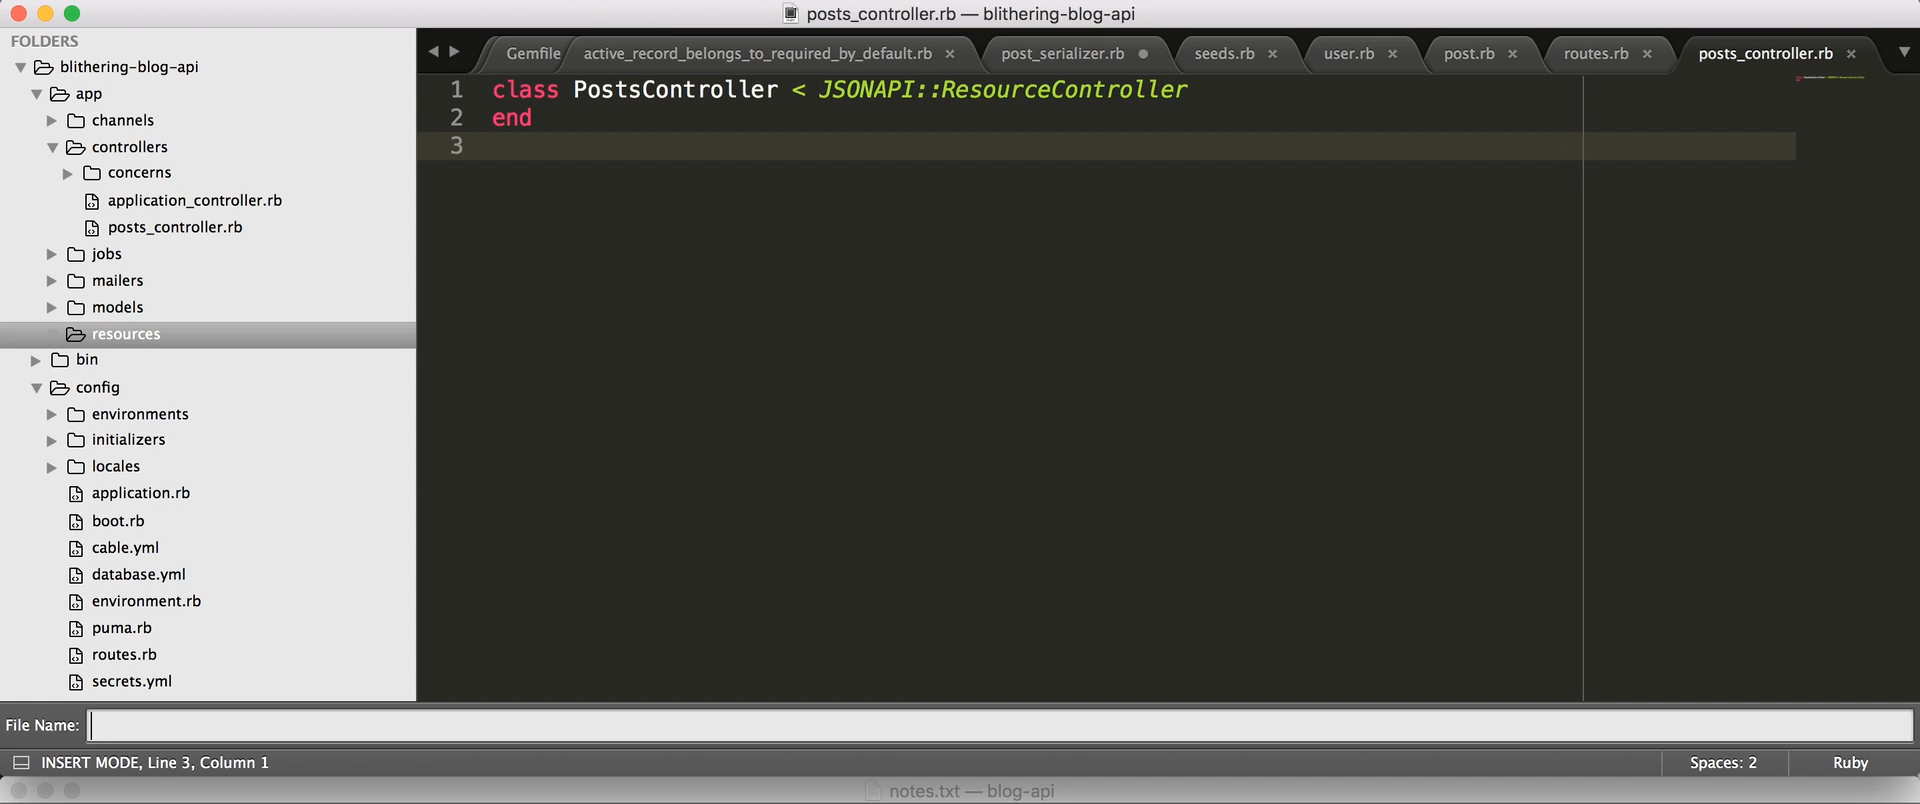 posts_controller.rb — blithering-blog-api
FOLDERS
blithering-blog-api
app
channels
controllers
concerns
application_controller.rb
posts_controller.rb
jobs
mailers
models
resources
bin
config
environments
initializers
locales
application.rb
boot.rb
cable.yml
database.yml
environment.rb
puma.rb
routes.rb
secrets.yml
Gemfile active_record_belongs_to_required_by_default.rb post_serializer.rb seeds.rb user.rb post.rb routes.rb posts_controller.rb
1 class PostsController < JSONAPI::ResourceController
2 end
3
File Name:
INSERT MODE, Line 3, Column 1 Spaces: 2 Ruby
notes.txt — blog-api